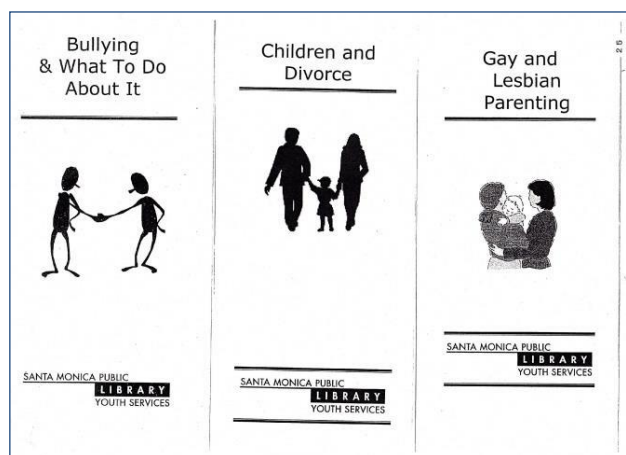 Bullying
& What To Do
About It
SANTA MONICA PUBLIC
LIBRARY
YOUTH SERVICES
Children and
Divorce
SANTA MONICA PUBLIC
LIBRARY
YOUTH SERVICES
Gay and
Lesbian
Parenting
SANTA MONICA PUBLIC
LIBRARY
YOUTH SERVICES
25